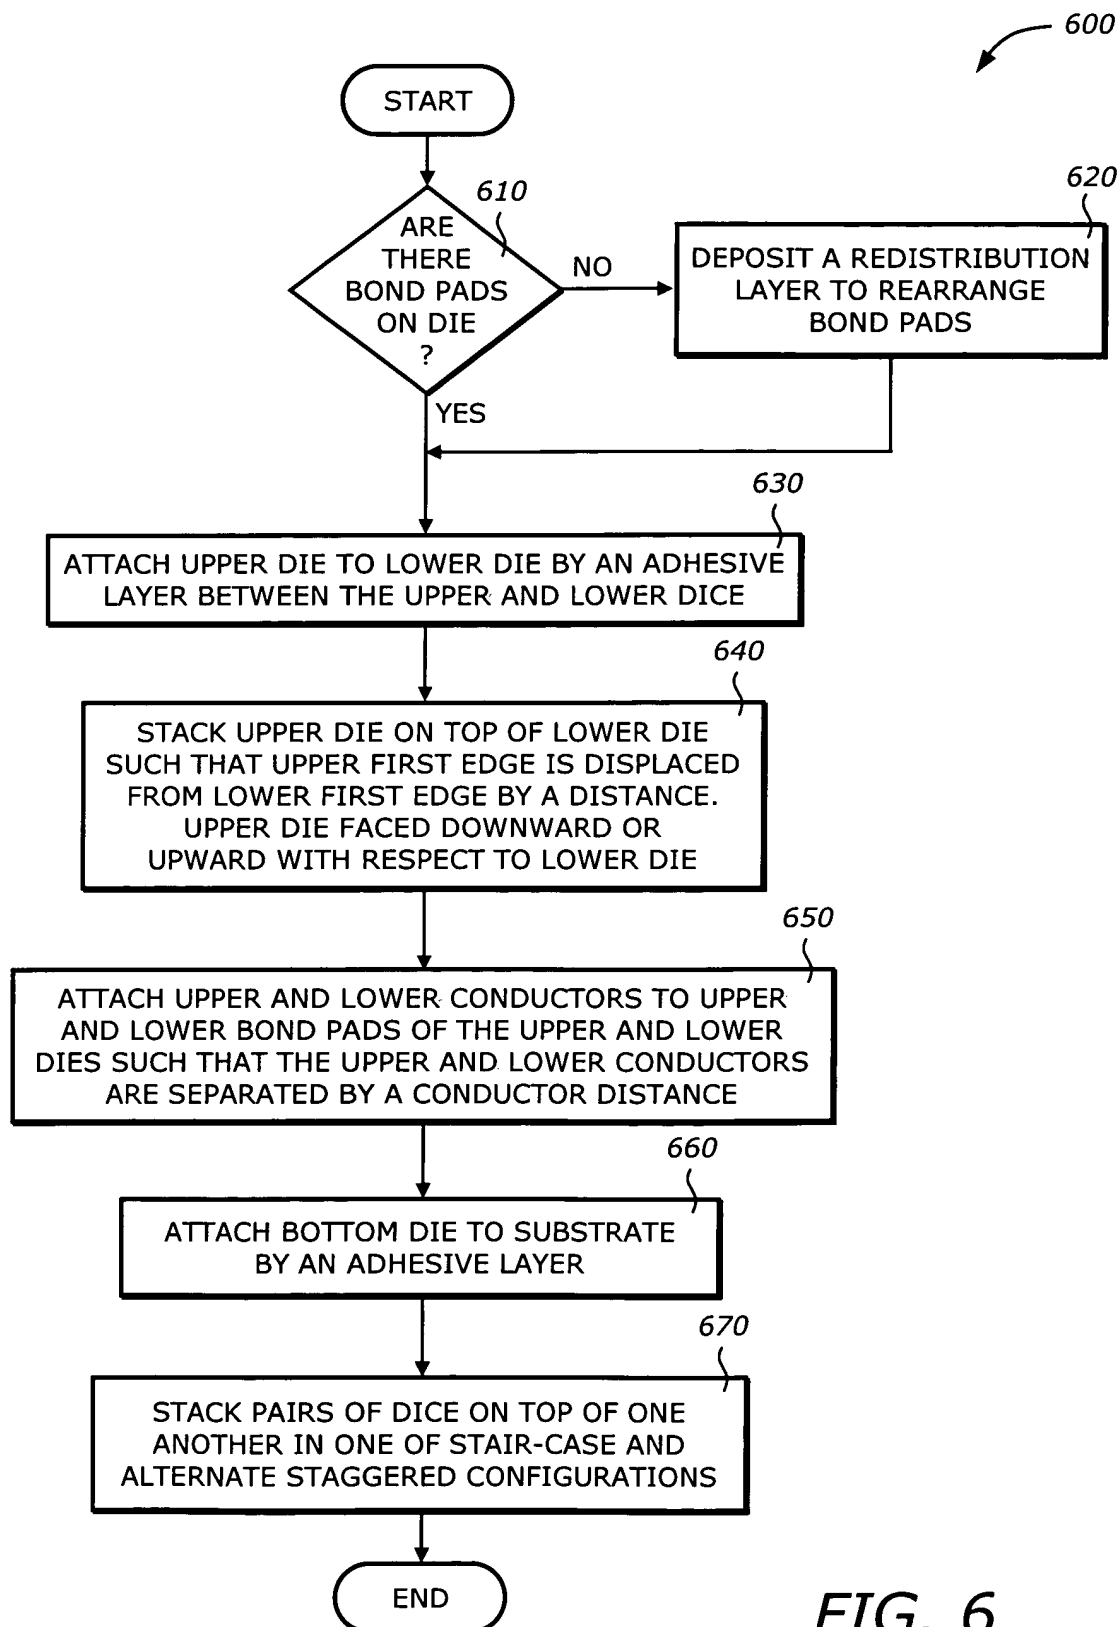 600
START
610
ARE
THERE
BOND PADS
ON DIE
?
NO
620
DEPOSIT A REDISTRIBUTION
LAYER TO REARRANGE
BOND PADS
YES
630
ATTACH UPPER DIE TO LOWER DIE BY AN ADHESIVE
LAYER BETWEEN THE UPPER AND LOWER DICE
640
STACK UPPER DIE ON TOP OF LOWER DIE
SUCH THAT UPPER FIRST EDGE IS DISPLACED
FROM LOWER FIRST EDGE BY A DISTANCE.
UPPER DIE FACED DOWNWARD OR
UPWARD WITH RESPECT TO LOWER DIE
650
ATTACH UPPER AND LOWER CONDUCTORS TO UPPER
AND LOWER BOND PADS OF THE UPPER AND LOWER
DIES SUCH THAT THE UPPER AND LOWER CONDUCTORS
ARE SEPARATED BY A CONDUCTOR DISTANCE
660
ATTACH BOTTOM DIE TO SUBSTRATE
BY AN ADHESIVE LAYER
670
STACK PAIRS OF DICE ON TOP OF ONE
ANOTHER IN ONE OF STAIR-CASE AND
ALTERNATE STAGGERED CONFIGURATIONS
END
FIG. 6